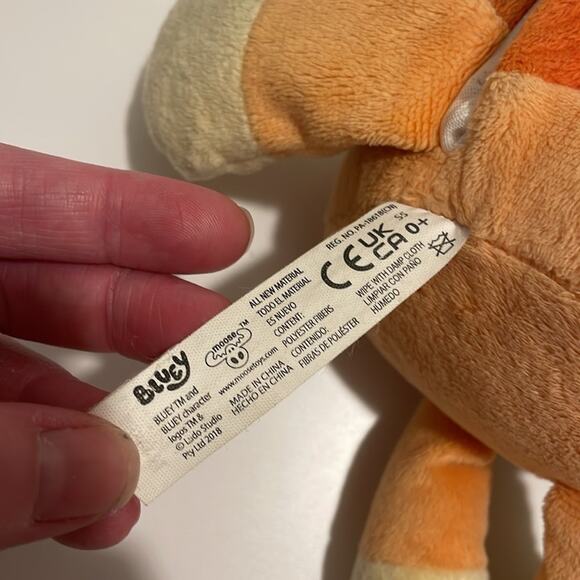 BLUEY
BLUEY TM and
BLUEY character
logos TM &
© Ludo Studio
Pty Ltd 2018
moose TM
www.moosetoys.com
MADE IN CHINA
HECHO EN CHINA
ALL NEW MATERIAL
TODO EL MATERIAL
ES NUEVO
CONTENT:
POLYESTER FIBERS
CONTENIDO:
FIBRAS DE POLIÉSTER
REG. NO. PA-18618(CN)
S5
CE UK
CA 0+
WIPE WITH DAMP CLOTH
LIMPIAR CON PAÑO
HÚMEDO